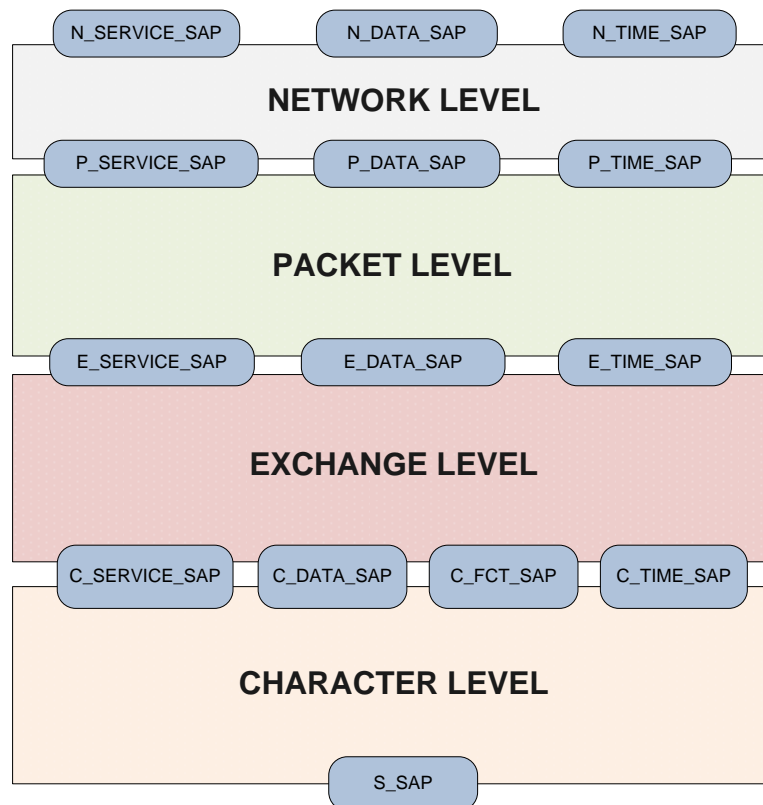 N_SERVICE_SAP N_DATA_SAP N_TIME_SAP
NETWORK LEVEL
P_SERVICE_SAP P_DATA_SAP P_TIME_SAP
PACKET LEVEL
E_SERVICE_SAP E_DATA_SAP E_TIME_SAP
EXCHANGE LEVEL
C_SERVICE_SAP C_DATA_SAP C_FCT_SAP C_TIME_SAP
CHARACTER LEVEL
S_SAP